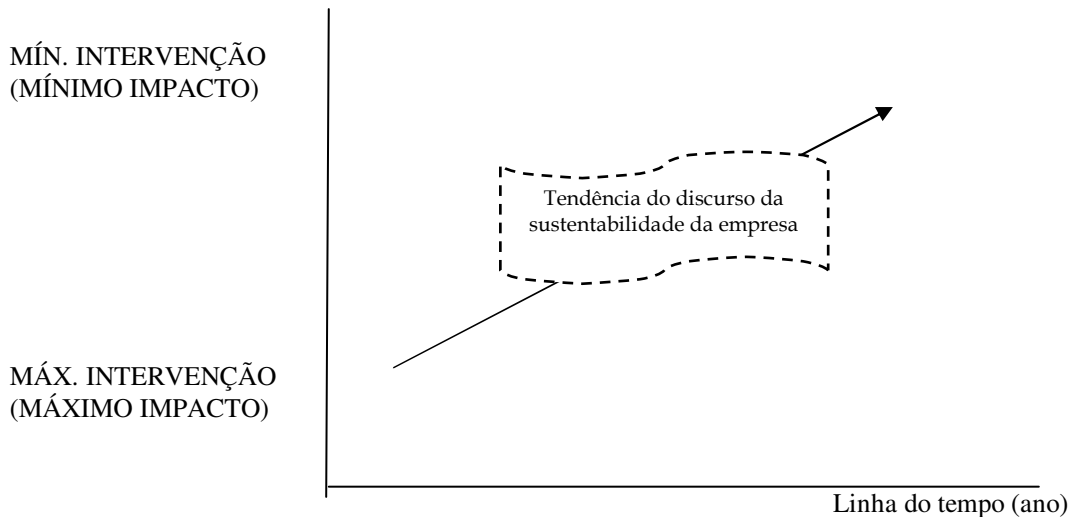 MÍN. INTERVENÇÃO
(MÍNIMO IMPACTO)
Tendência do discurso da
sustentabilidade da empresa
MÁX. INTERVENÇÃO
(MÁXIMO IMPACTO)
Linha do tempo (ano)